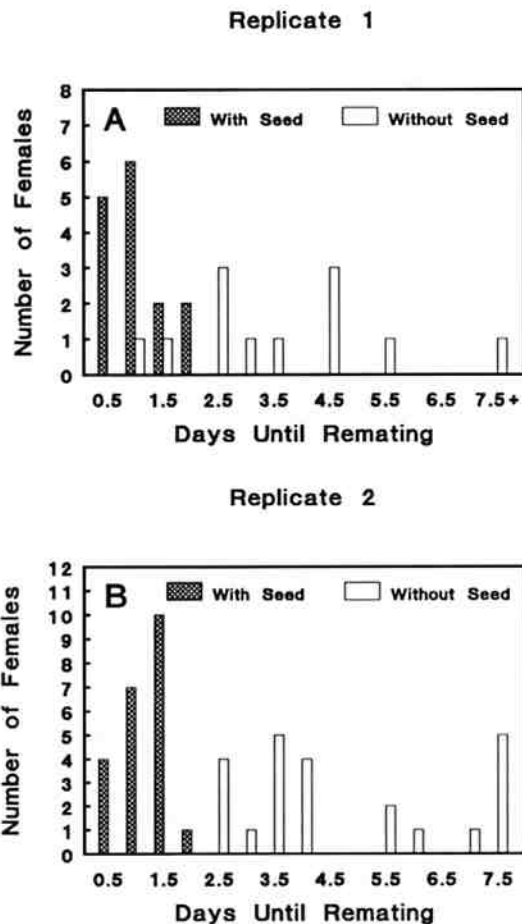 Replicate 1
A With Seed Without Seed
8
7
6
5
4
3
2
1
0
Number of Females
0.5 1.5 2.5 3.5 4.5 5.5 6.5 7.5+
Days Until Remating
Replicate 2
B With Seed Without Seed
12
11
10
9
8
7
6
5
4
3
2
1
0
Number of Females
0.5 1.5 2.5 3.5 4.5 5.5 6.5 7.5
Days Until Remating